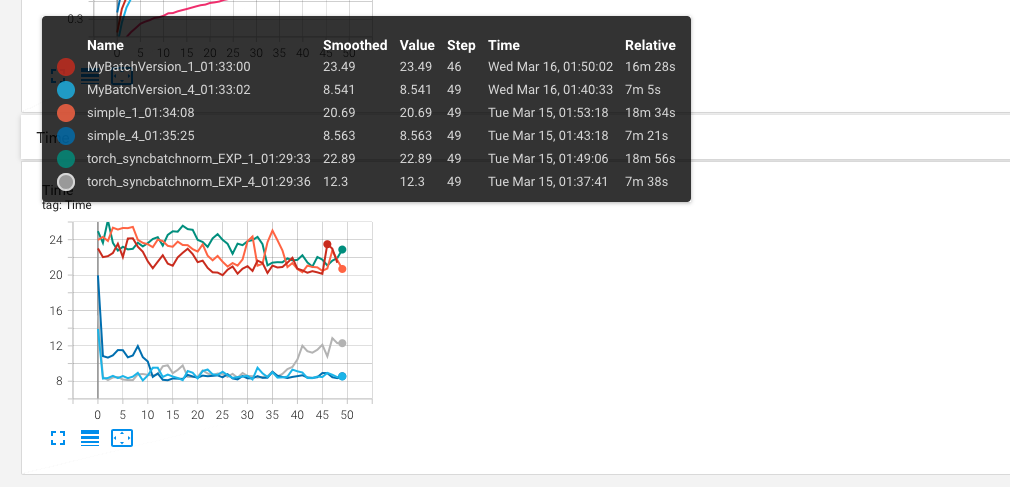 0.3
0 5 10 15 20 25 30 35 40 45 50
Name Smoothed Value Step Time Relative
MyBatchVersion_1_01:33:00 23.49 23.49 46 Wed Mar 16, 01:50:02 16m 28s
MyBatchVersion_4_01:33:02 8.541 8.541 49 Wed Mar 16, 01:40:33 7m 5s
simple_1_01:34:08 20.69 20.69 49 Tue Mar 15, 01:53:18 18m 34s
simple_4_01:35:25 8.563 8.563 49 Tue Mar 15, 01:43:18 7m 21s
Time
torch_syncbatchnorm_EXP_1_01:29:33 22.89 22.89 49 Tue Mar 15, 01:49:06 18m 56s
torch_syncbatchnorm_EXP_4_01:29:36 12.3 12.3 49 Tue Mar 15, 01:37:41 7m 38s
Time
tag: Time
24
20
16
12
8
0 5 10 15 20 25 30 35 40 45 50